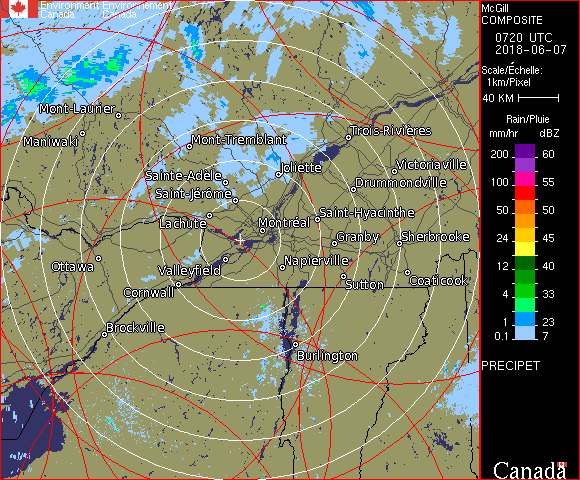 Environment Environnement
Canada Canada
McGill
COMPOSITE
0720 UTC
2018-06-07
Scale/Échelle:
1km/Pixel
40 KM
Rain/Pluie
mm/hr dBZ
200 60
100 55
50 50
24 45
12 40
4 33
1 23
0.1 7
PRECIPET
Canada
Mont-Laurier
Maniwaki
Mont-Tremblant
Trois-Rivières
Victoriaville
Joliette
Sainte-Adèle
Drummondville
Saint-Jérôme
Saint-Hyacinthe
Lachute
Montréal
Granby
Sherbrooke
Ottawa
Valleyfield
Napierville
Sutton
Coaticook
Cornwall
Brockville
Burlington